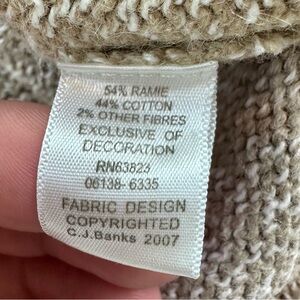 54% RAMIE
44% COTTON
2% OTHER FIBRES
EXCLUSIVE OF
DECORATION
RN63823
06138- 6335
FABRIC DESIGN
COPYRIGHTED
C.J.Banks 2007